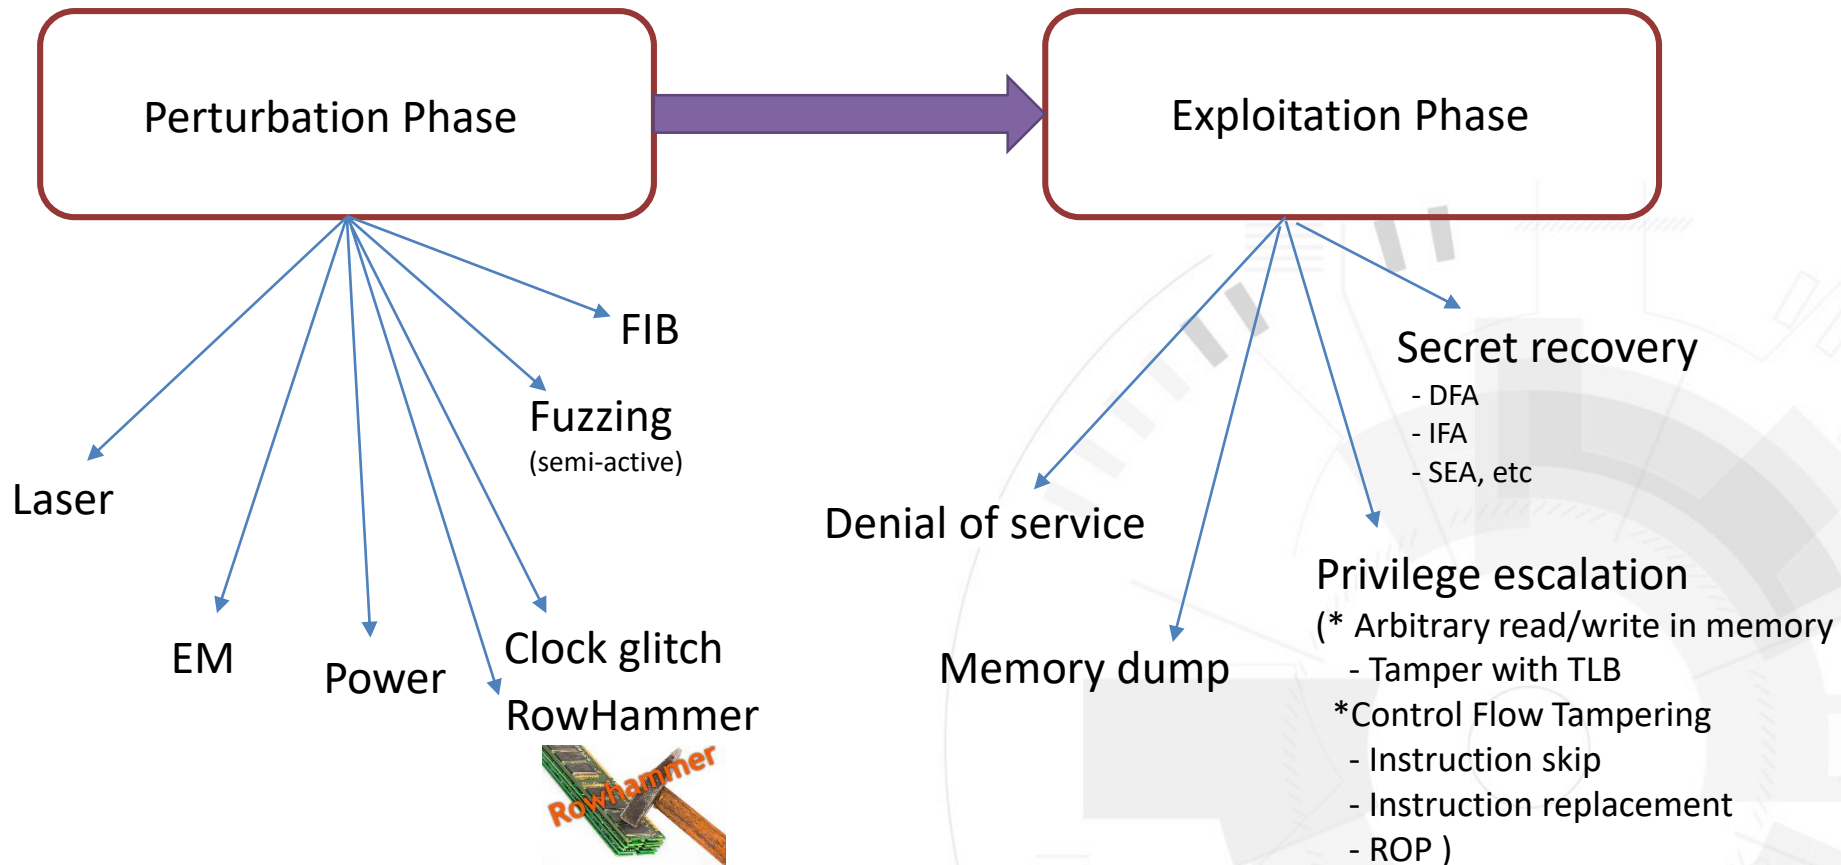 Perturbation Phase
Exploitation Phase
FIB
Fuzzing
(semi-active)
Laser
EM
Power
Clock glitch
RowHammer
Rowhammer
Secret recovery
- DFA
- IFA
- SEA, etc
Denial of service
Memory dump
Privilege escalation
(* Arbitrary read/write in memory
- Tamper with TLB
*Control Flow Tampering
- Instruction skip
- Instruction replacement
- ROP )